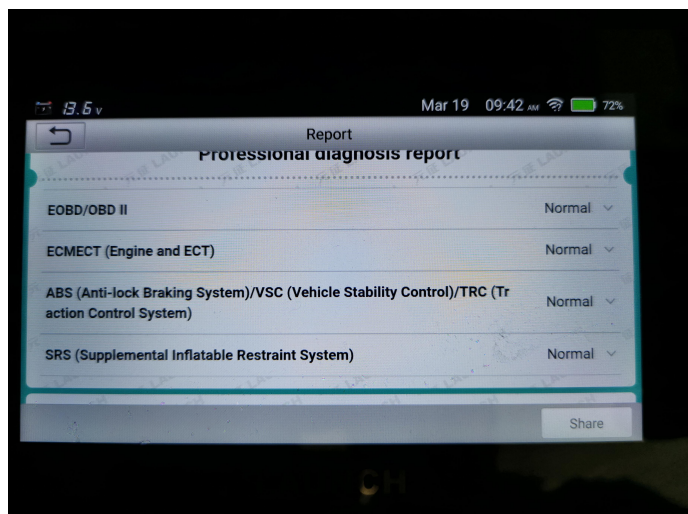 13.6 v
Mar 19 09:42 AM 72%
Report
Professional diagnosis report
EOBD/OBD II Normal
ECMECT (Engine and ECT) Normal
ABS (Anti-lock Braking System)/VSC (Vehicle Stability Control)/TRC (Tr
action Control System) Normal
SRS (Supplemental Inflatable Restraint System) Normal
Share